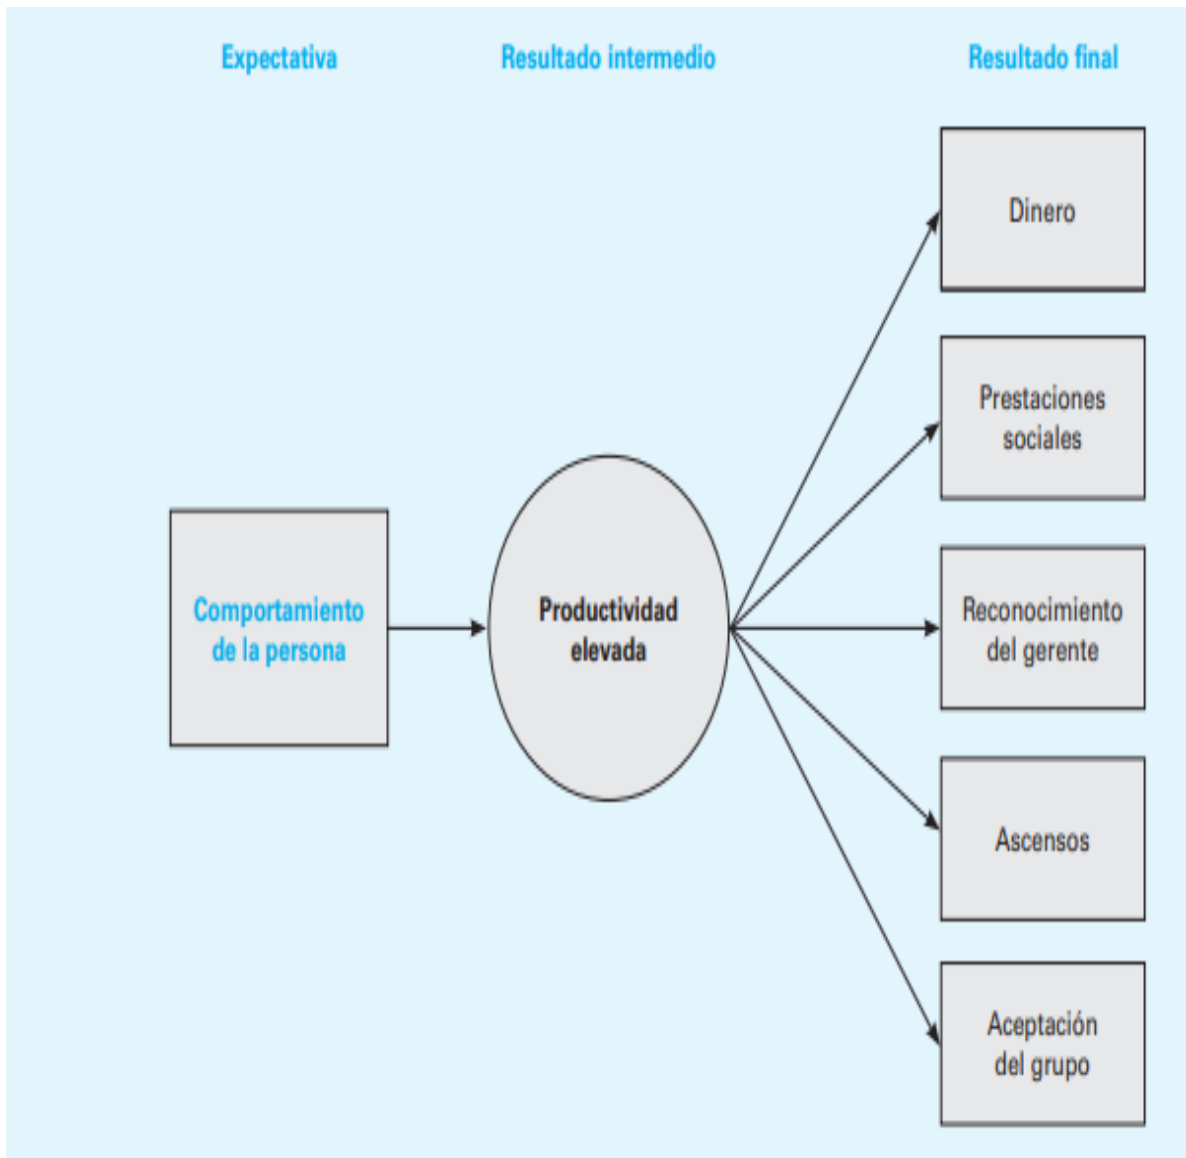 Expectativa
Resultado intermedio
Resultado final
Comportamiento
de la persona
Productividad
elevada
Dinero
Prestaciones
sociales
Reconocimiento
del gerente
Ascensos
Aceptación
del grupo